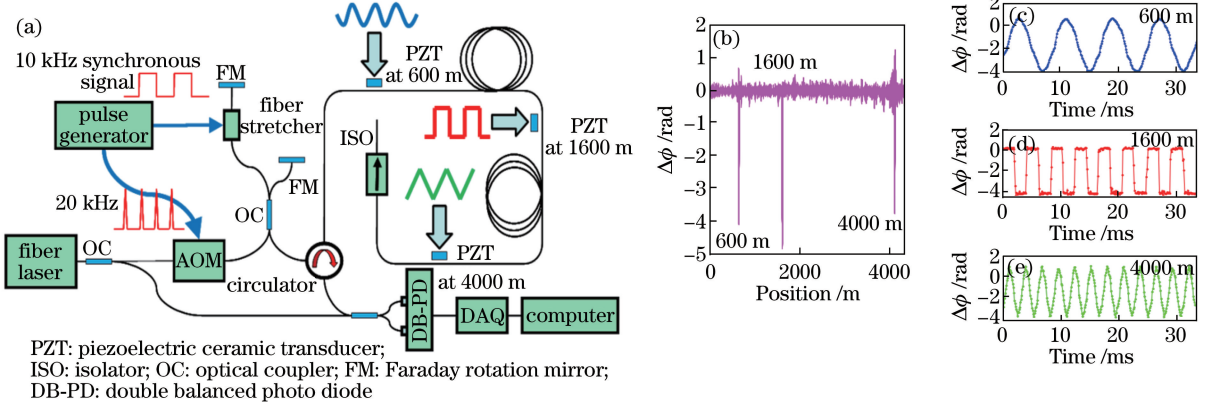 (a)
10 kHz synchronous
signal
FM
PZT
at 600 m
pulse
generator
fiber
stretcher
ISO
PZT
at 1600 m
FM
20 kHz
OC
fiber
laser
OC
AOM
circulator
PZT
at 4000 m
DB-PD
DAQ
computer
PZT: piezoelectric ceramic transducer;
ISO: isolator; OC: optical coupler; FM: Faraday rotation mirror;
DB-PD: double balanced photo diode
(b)
2
1
0
−1
−2
−3
−4
−5
Δϕ /rad
1600 m
600 m
4000 m
0
2000
4000
Position /m
(c)
600 m
2
0
−2
−4
Δϕ /rad
0
10
20
30
Time /ms
(d)
1600 m
2
0
−2
−4
Δϕ /rad
0
10
20
30
Time /ms
(e)
4000 m
2
0
−2
−4
Δϕ /rad
0
10
20
30
Time /ms